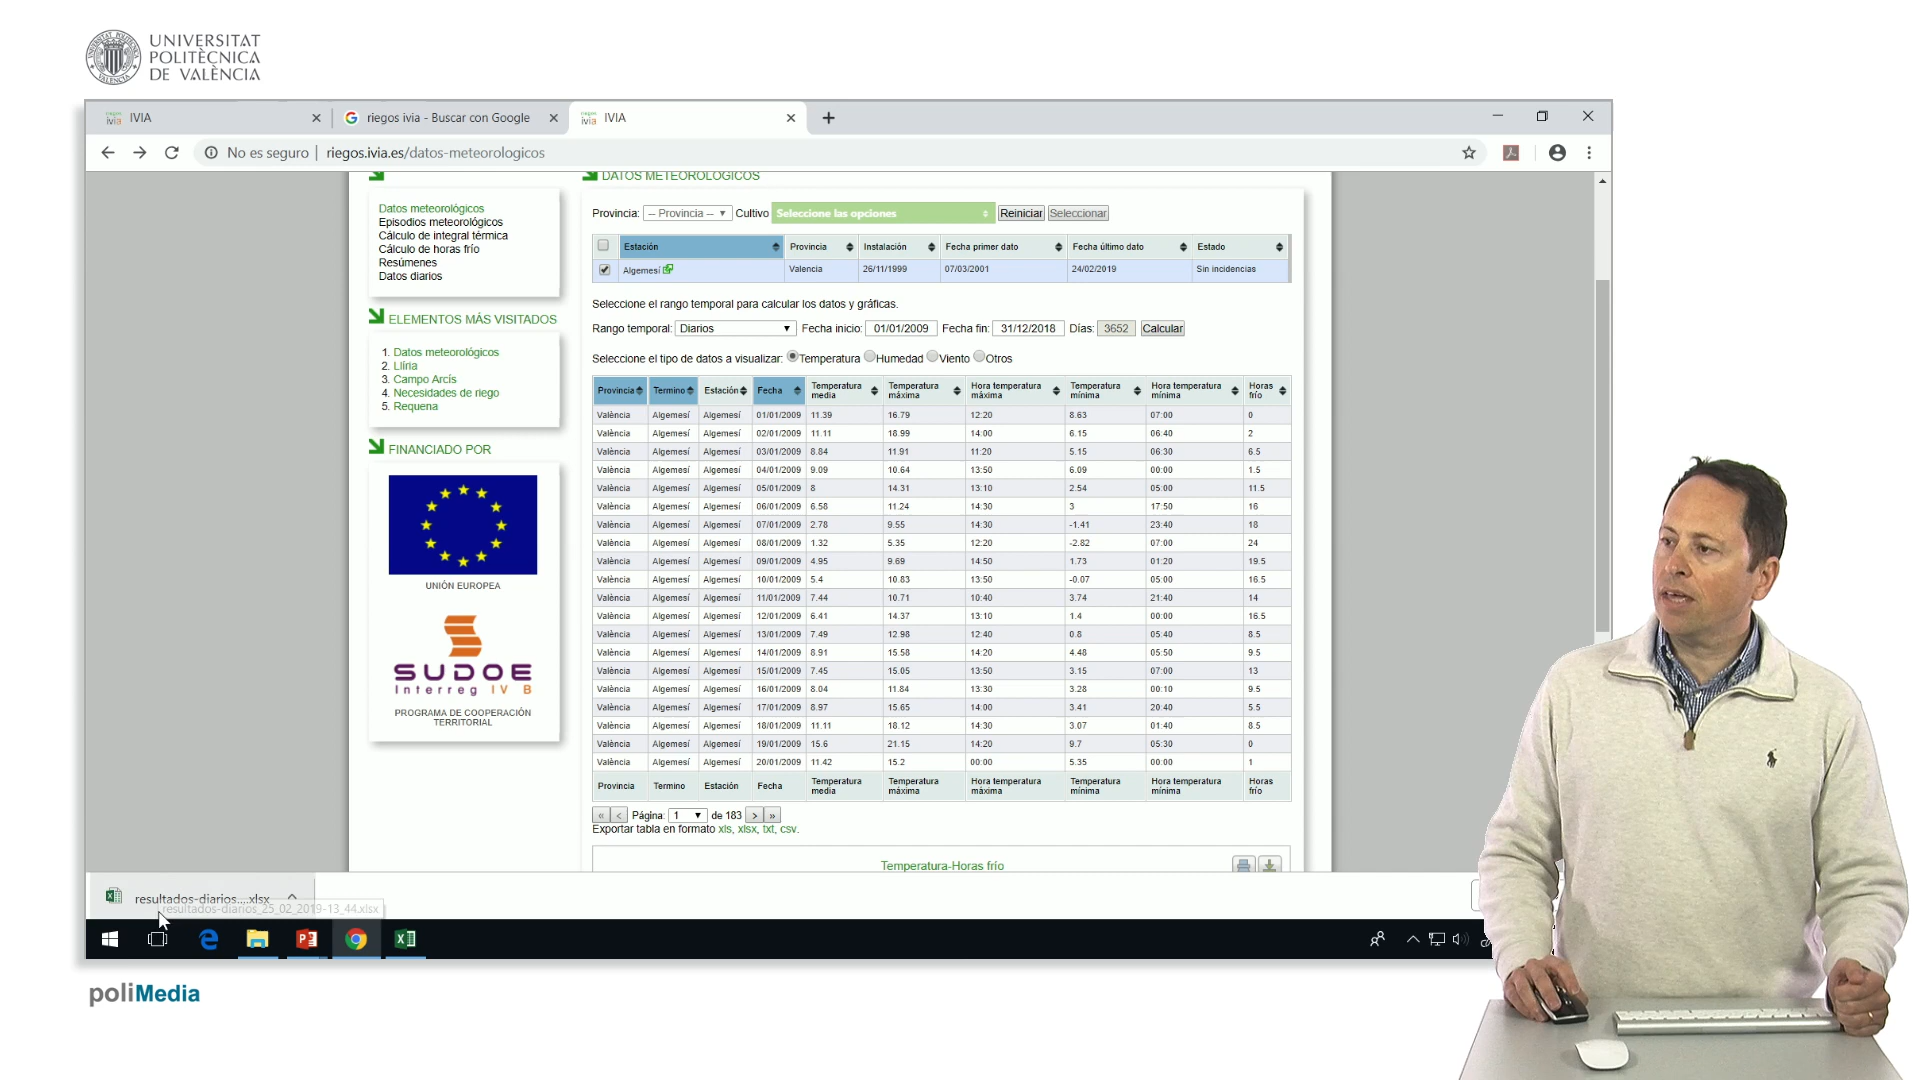 UNIVERSITAT
POLITÈCNICA
DE VALÈNCIA
IVIA
riegos ivia - Buscar con Google
IVIA
No es seguro | riegos.ivia.es/datos-meteorologicos
Datos meteorológicos
Episodios meteorológicos
Cálculo de integral térmica
Cálculo de horas frío
Resúmenes
Datos diarios
ELEMENTOS MÁS VISITADOS
1. Datos meteorológicos
2. Llíria
3. Campo Arcís
4. Necesidades de riego
5. Requena
FINANCIADO POR
UNIÓN EUROPEA
SUDOE
Interreg IV B
PROGRAMA DE COOPERACIÓN
TERRITORIAL
DATOS METEOROLÓGICOS
Provincia: -- Provincia -- Cultivo Seleccione las opciones Reiniciar Seleccionar
Estación Provincia Instalación Fecha primer dato Fecha último dato Estado
Algemesí Valencia 26/11/1999 07/03/2001 24/02/2019 Sin incidencias
Seleccione el rango temporal para calcular los datos y gráficas.
Rango temporal: Diarios Fecha inicio: 01/01/2009 Fecha fin: 31/12/2018 Días: 3652 Calcular
Seleccione el tipo de datos a visualizar: Temperatura Humedad Viento Otros
Provincia Termino Estación Fecha Temperatura media Temperatura máxima Hora temperatura máxima Temperatura mínima Hora temperatura mínima Horas frío
València Algemesí Algemesí 01/01/2009 11.39 16.79 12:20 8.63 07:00 0
València Algemesí Algemesí 02/01/2009 11.11 18.99 14:00 6.15 06:40 2
València Algemesí Algemesí 03/01/2009 8.84 11.91 11:20 5.15 06:30 6.5
València Algemesí Algemesí 04/01/2009 9.09 10.64 13:50 6.09 00:00 1.5
València Algemesí Algemesí 05/01/2009 8 14.31 13:10 2.54 05:00 11.5
València Algemesí Algemesí 06/01/2009 6.58 11.24 14:30 3 17:50 16
València Algemesí Algemesí 07/01/2009 2.78 9.55 14:30 -1.41 23:40 18
València Algemesí Algemesí 08/01/2009 1.32 5.35 12:20 -2.82 07:00 24
València Algemesí Algemesí 09/01/2009 4.95 9.69 14:50 1.73 01:20 19.5
València Algemesí Algemesí 10/01/2009 5.4 10.83 13:50 -0.07 05:00 16.5
València Algemesí Algemesí 11/01/2009 7.44 10.71 10:40 3.74 21:40 14
València Algemesí Algemesí 12/01/2009 6.41 14.37 13:10 1.4 00:00 16.5
València Algemesí Algemesí 13/01/2009 7.49 12.98 12:40 0.8 05:40 8.5
València Algemesí Algemesí 14/01/2009 8.91 15.58 14:20 4.48 05:50 9.5
València Algemesí Algemesí 15/01/2009 7.45 15.05 13:50 3.15 07:00 13
València Algemesí Algemesí 16/01/2009 8.04 11.84 13:30 3.28 00:10 9.5
València Algemesí Algemesí 17/01/2009 8.97 15.65 14:00 3.41 20:40 5.5
València Algemesí Algemesí 18/01/2009 11.11 18.12 14:30 3.07 01:40 8.5
València Algemesí Algemesí 19/01/2009 15.6 21.15 14:20 9.7 05:30 0
València Algemesí Algemesí 20/01/2009 11.42 15.2 00:00 5.35 00:00 1
Provincia Termino Estación Fecha Temperatura media Temperatura máxima Hora temperatura máxima Temperatura mínima Hora temperatura mínima Horas frío
« < Página: 1 de 183 > »
Exportar tabla en formato xls, xlsx, txt, csv.
Temperatura-Horas frío
resultados-diarios....xlsx
resultados-diarios_25_02_2019-13_44.xlsx
poliMedia